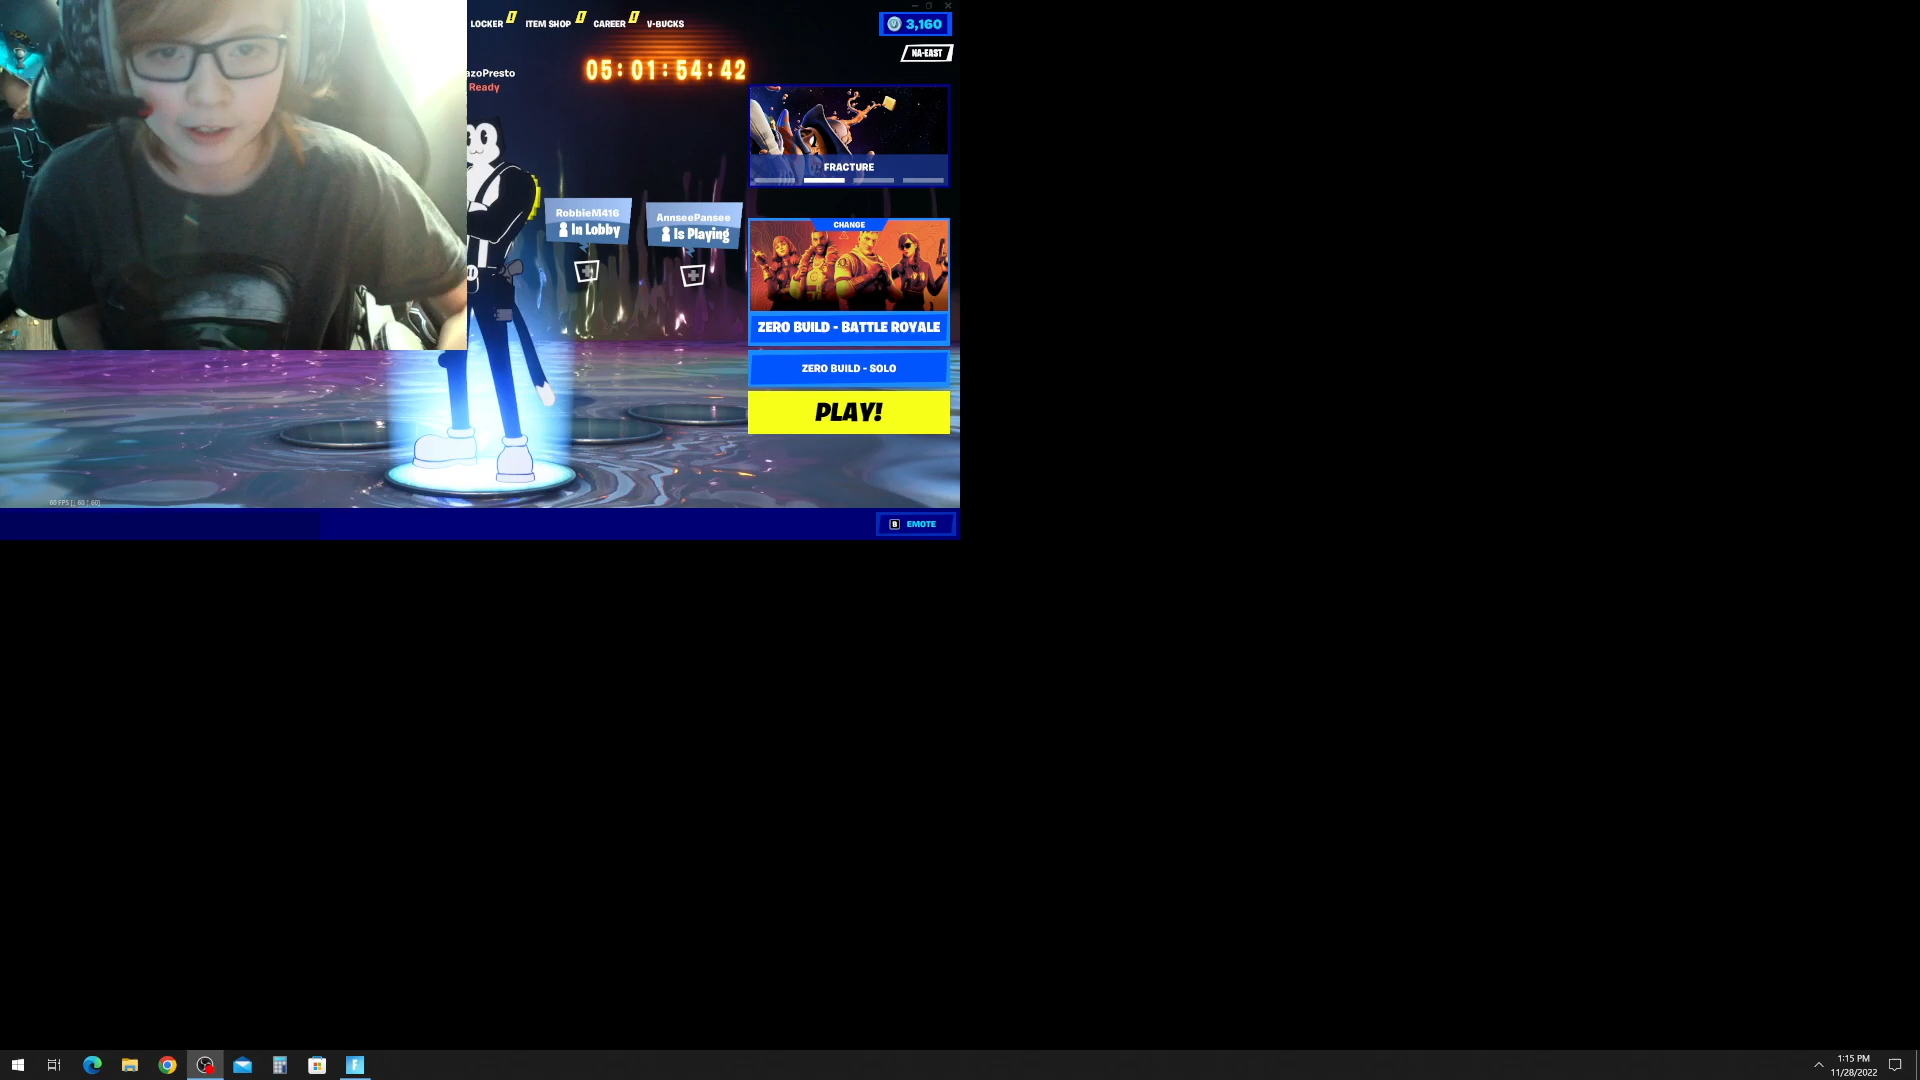 LOCKER
ITEM SHOP
CAREER
V-BUCKS
3,160
NA-EAST
05:01:54:42
azoPresto
Ready
FRACTURE
RobbieM416
In Lobby
AnnseePansee
Is Playing
CHANGE
ZERO BUILD - BATTLE ROYALE
ZERO BUILD - SOLO
PLAY!
B EMOTE
1:15 PM
11/28/2022